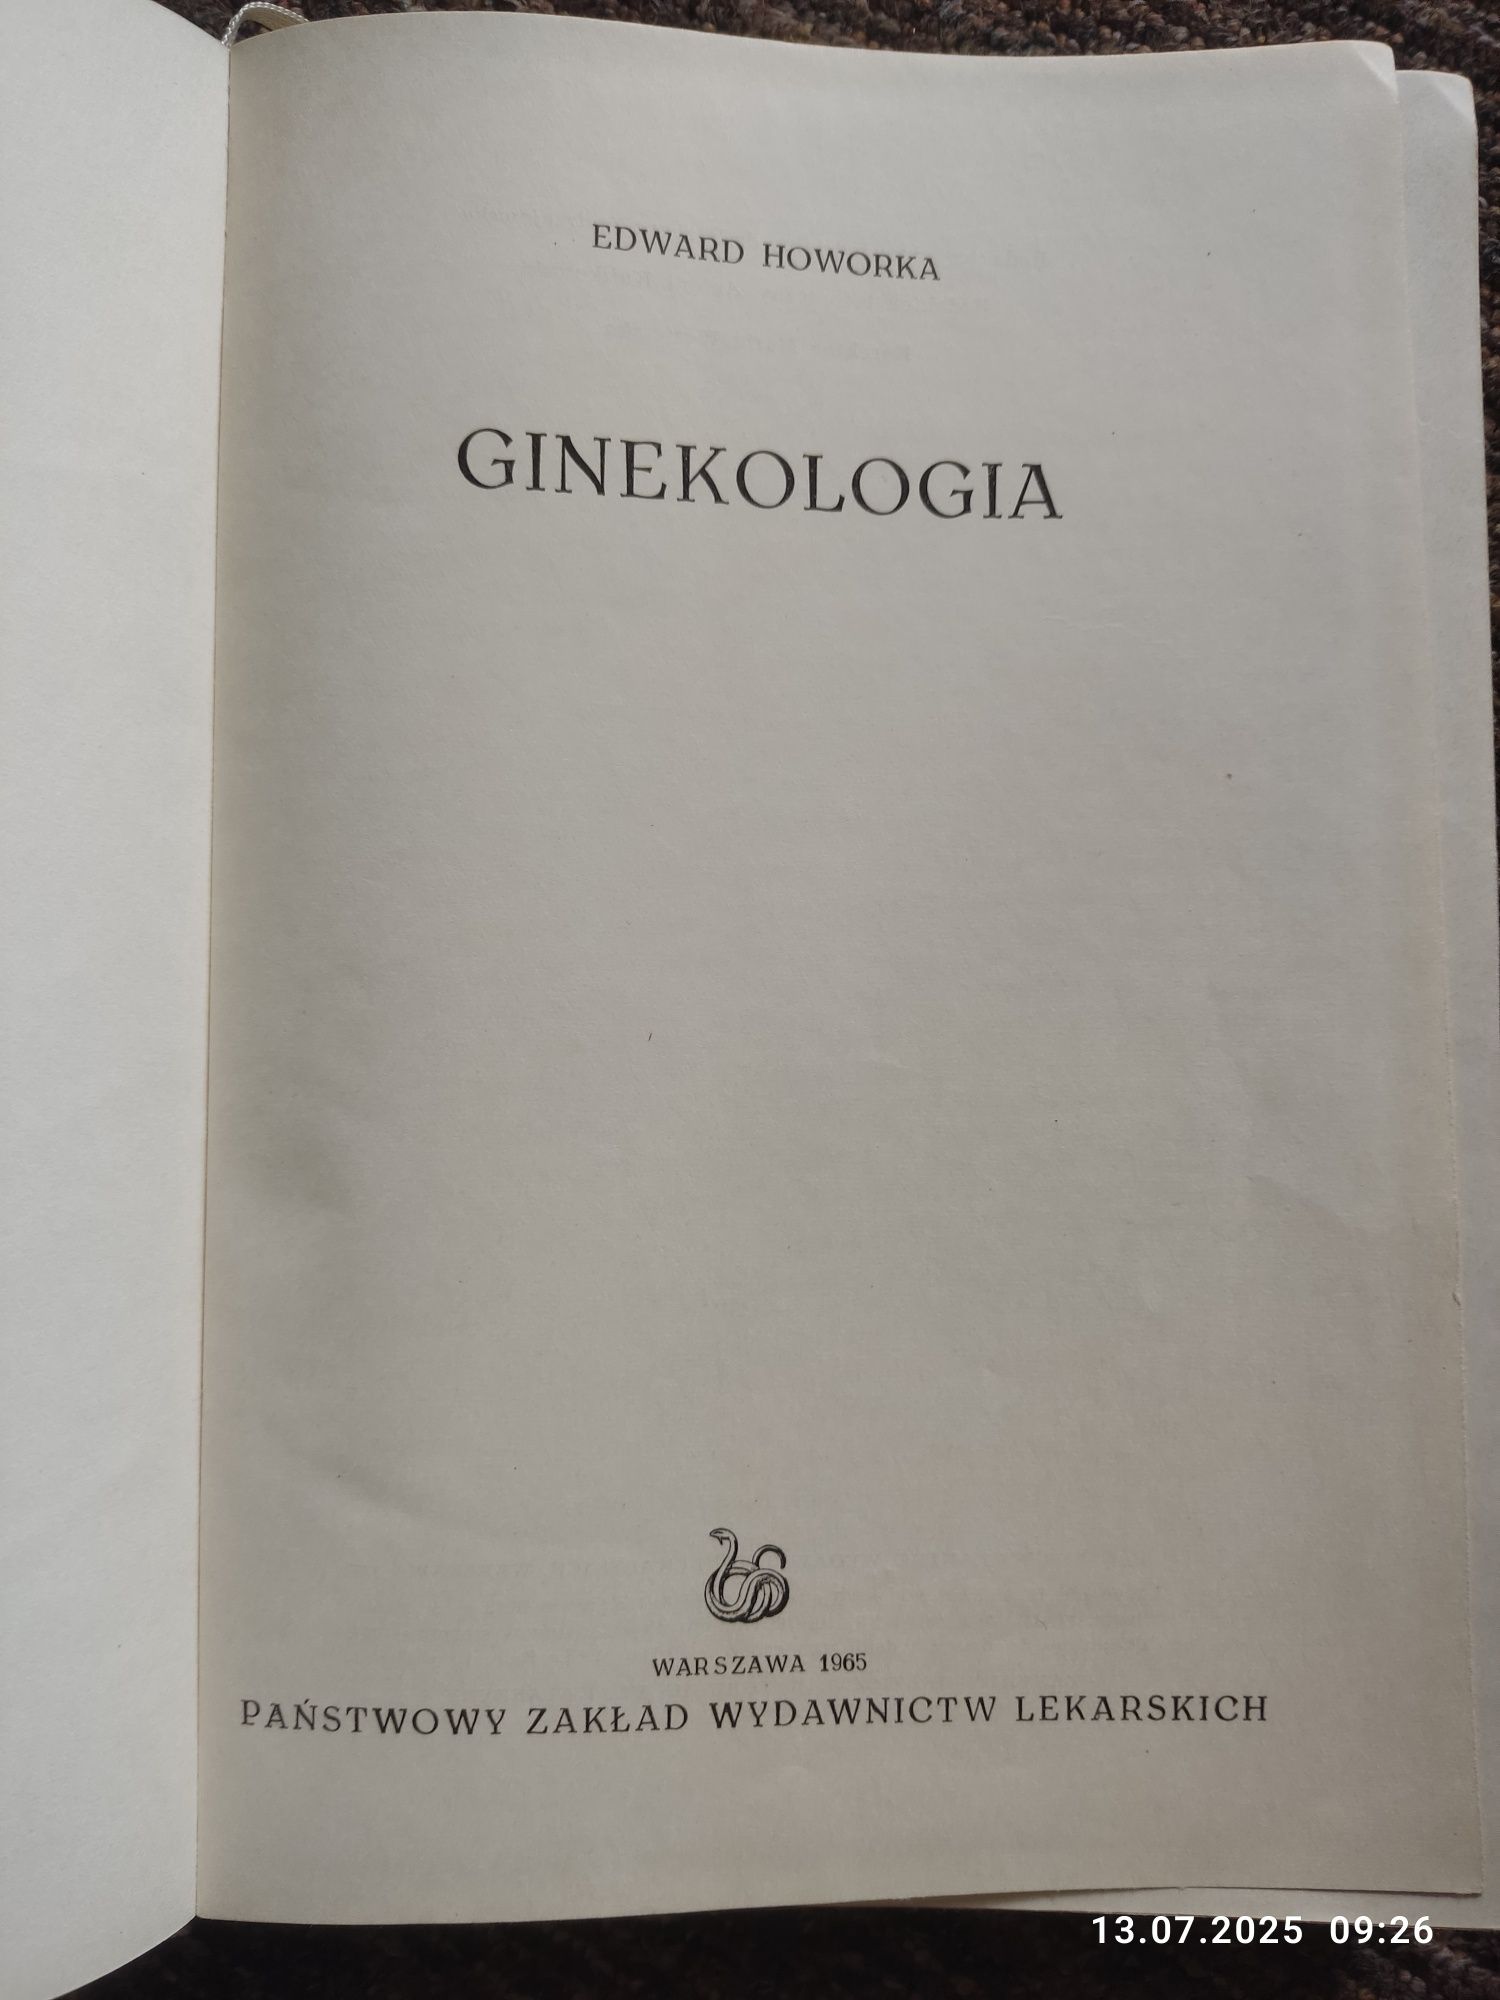 EDWARD HOWORKA
GINEKOLOGIA
WARSZAWA 1965
PAŃSTWOWY ZAKŁAD WYDAWNICTW LEKARSKICH
13.07.2025 09:26